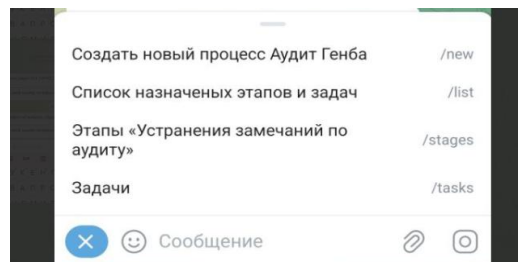 Создать новый процесс Аудит Генба /new
Список назначеных этапов и задач /list
Этапы «Устранения замечаний по
аудиту» /stages
Задачи /tasks
Сообщение